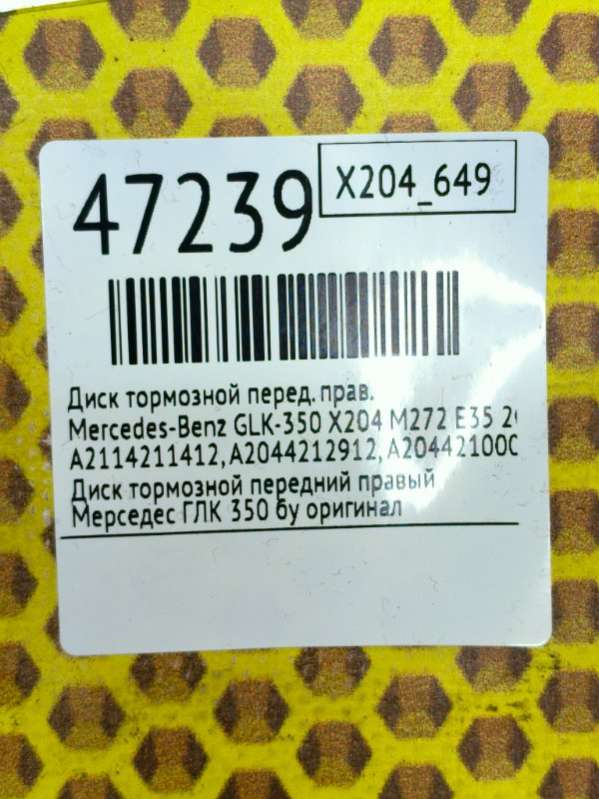 47239
X204_649
Диск тормозной перед. прав.
Mercedes-Benz GLK-350 X204 M272 E35
A2114211412, A2044212912,
Диск тормозной передний правый
Мерседес ГЛК 350 бу оригинал